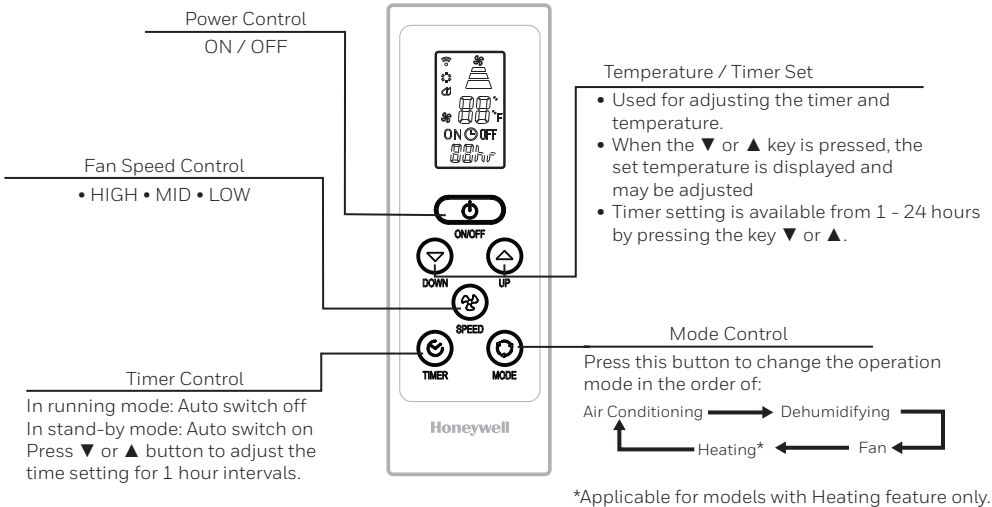 Power Control
ON / OFF
Fan Speed Control
• HIGH • MID • LOW
Timer Control
In running mode: Auto switch off
In stand-by mode: Auto switch on
Press ▼ or ▲ button to adjust the
time setting for 1 hour intervals.
88
°F
ON OFF
88hr
ON/OFF
DOWN
UP
SPEED
TIMER
MODE
Honeywell
Temperature / Timer Set
• Used for adjusting the timer and
temperature.
• When the ▼ or ▲ key is pressed, the
set temperature is displayed and
may be adjusted
• Timer setting is available from 1 - 24 hours
by pressing the key ▼ or ▲.
Mode Control
Press this button to change the operation
mode in the order of:
Air Conditioning Dehumidifying
Heating* Fan
*Applicable for models with Heating feature only.